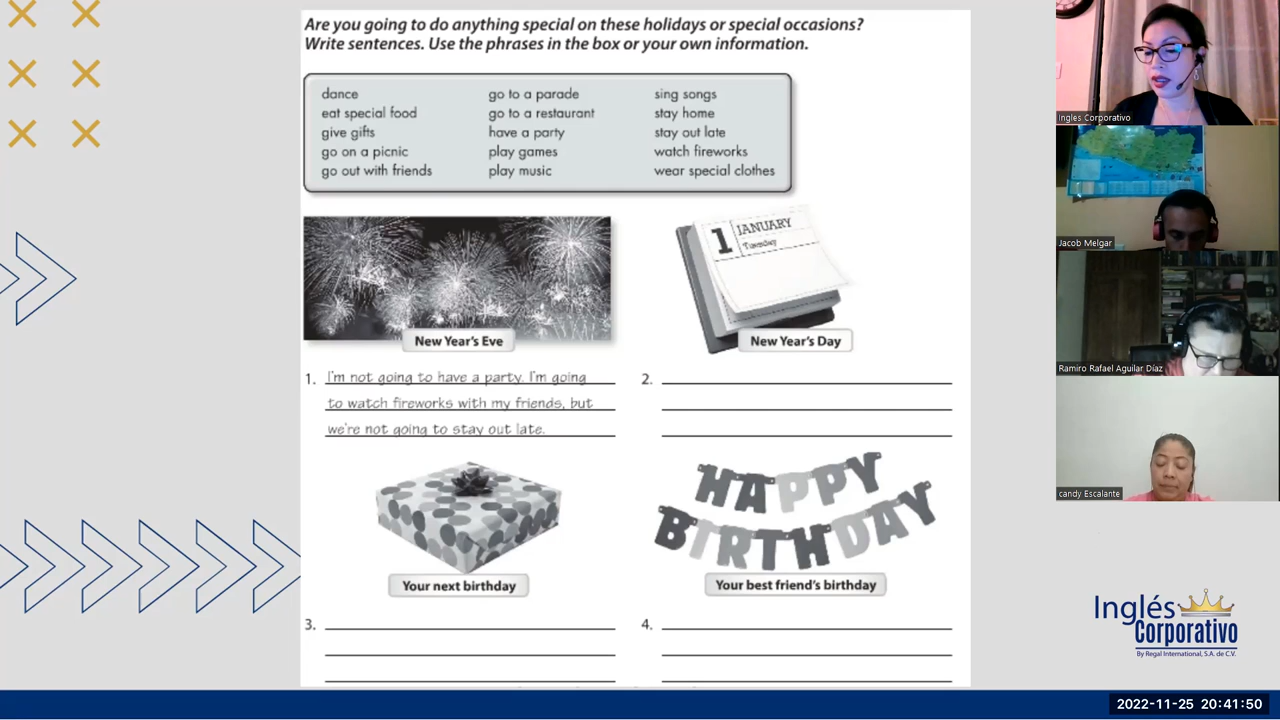 Are you going to do anything special on these holidays or special occasions?
Write sentences. Use the phrases in the box or your own information.
dance
eat special food
give gifts
go on a picnic
go out with friends
go to a parade
go to a restaurant
have a party
play games
play music
sing songs
stay home
stay out late
watch fireworks
wear special clothes
1 JANUARY
Tuesday
New Year's Eve
New Year's Day
1. I'm not going to have a party. I'm going
to watch fireworks with my friends, but
we're not going to stay out late.
2.
HAPPY
BIRTHDAY
Your next birthday
Your best friend's birthday
3.
4.
Inglés Corporativo
Jacob Melgar
Ramiro Rafael Aguilar Díaz
candy Escalante
Inglés
Corporativo
By Regal International, S.A. de C.V.
2022-11-25 20:41:50